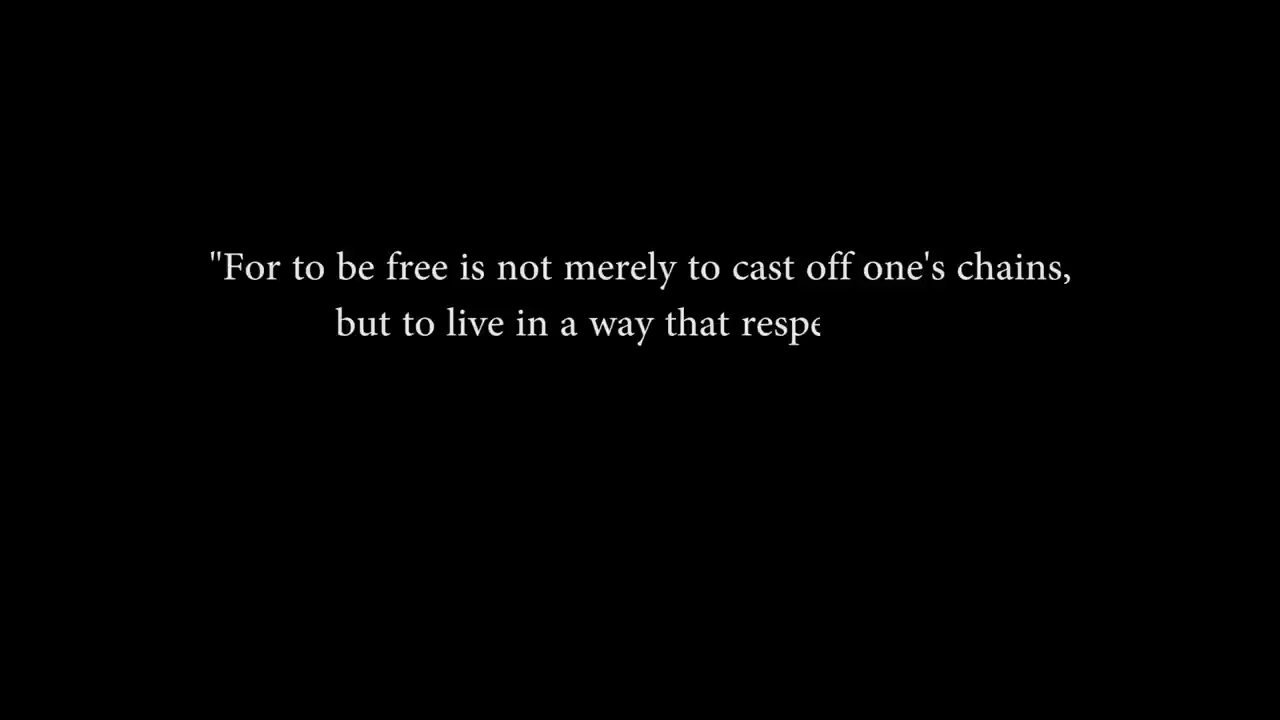 "For to be free is not merely to cast off one's chains,
but to live in a way that respe